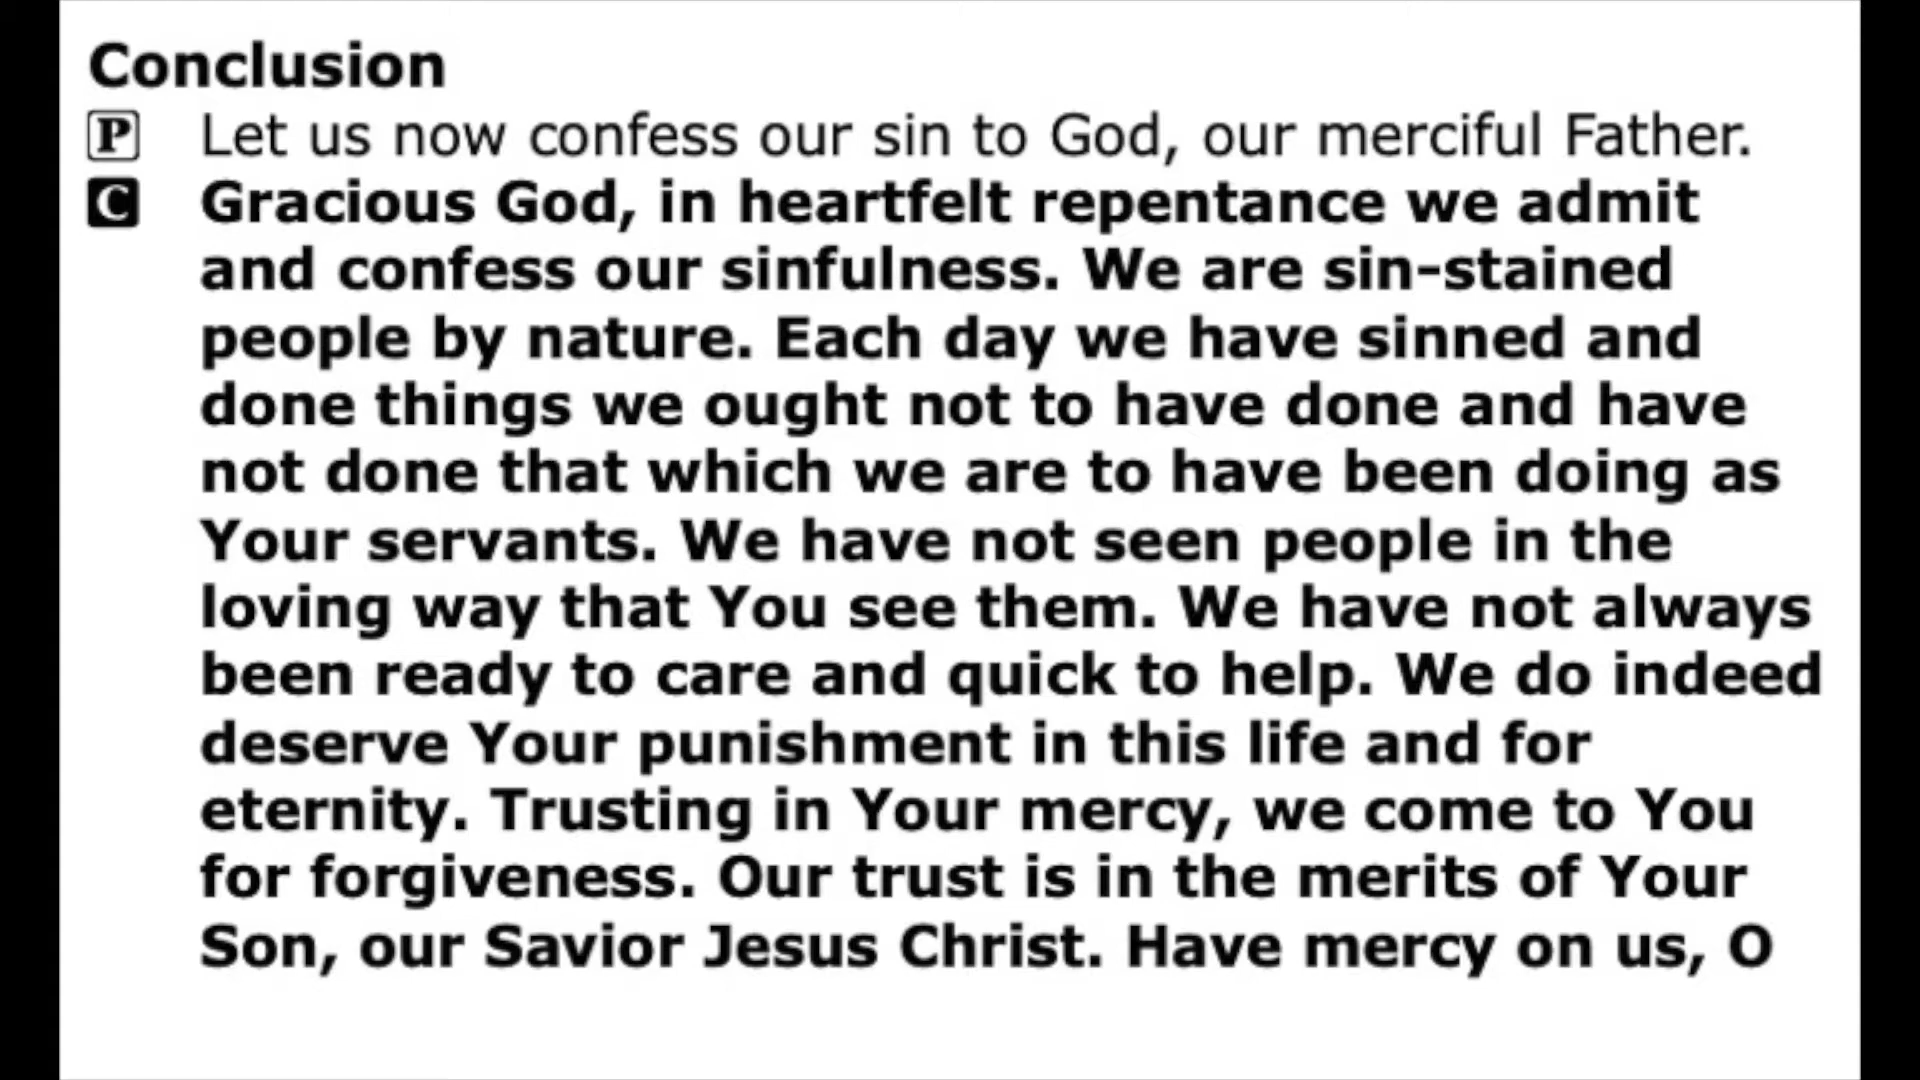 Conclusion
P Let us now confess our sin to God, our merciful Father.
C Gracious God, in heartfelt repentance we admit
and confess our sinfulness. We are sin-stained
people by nature. Each day we have sinned and
done things we ought not to have done and have
not done that which we are to have been doing as
Your servants. We have not seen people in the
loving way that You see them. We have not always
been ready to care and quick to help. We do indeed
deserve Your punishment in this life and for
eternity. Trusting in Your mercy, we come to You
for forgiveness. Our trust is in the merits of Your
Son, our Savior Jesus Christ. Have mercy on us, O